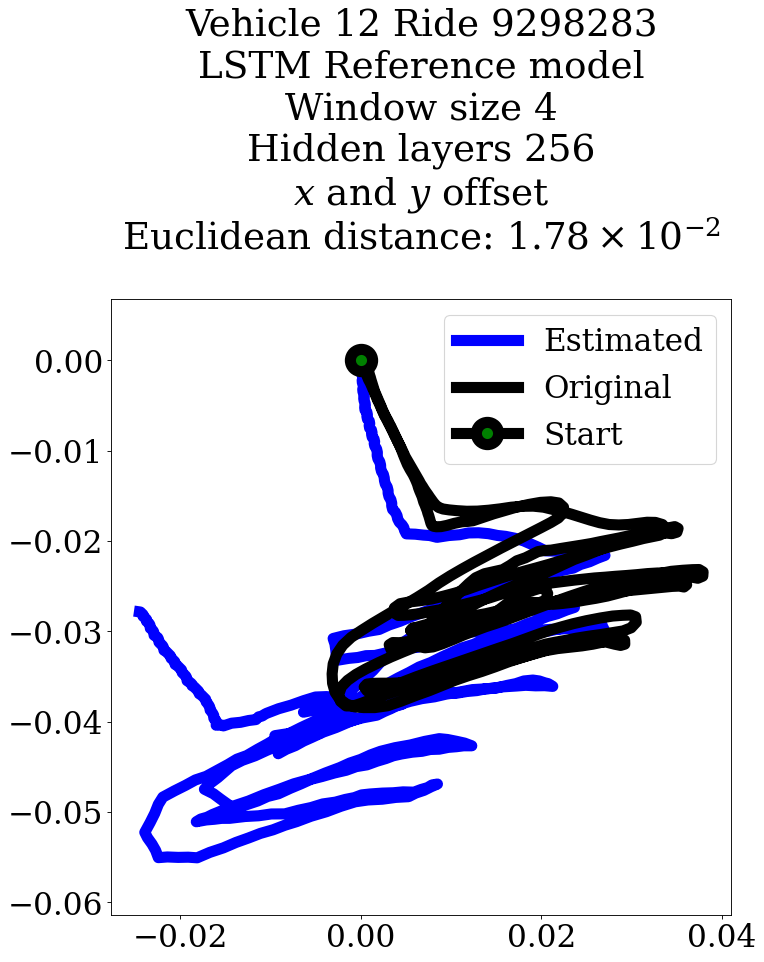 Vehicle 12 Ride 9298283
LSTM Reference model
Window size 4
Hidden layers 256
x and y offset
Euclidean distance: 1.78 × 10⁻²
Estimated
Original
Start
0.00
−0.01
−0.02
−0.03
−0.04
−0.05
−0.06
−0.02 0.00 0.02 0.04